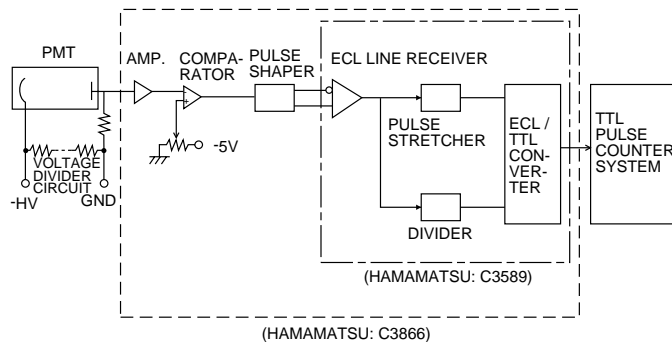 PMT
AMP.
COMPA-
RATOR
PULSE
SHAPER
ECL LINE RECEIVER
-5V
PULSE
STRETCHER
DIVIDER
ECL /
TTL
CON-
VER-
TER
TTL
PULSE
COUNTER
SYSTEM
VOLTAGE
DIVIDER
CIRCUIT
-HV
GND
(HAMAMATSU: C3589)
(HAMAMATSU: C3866)